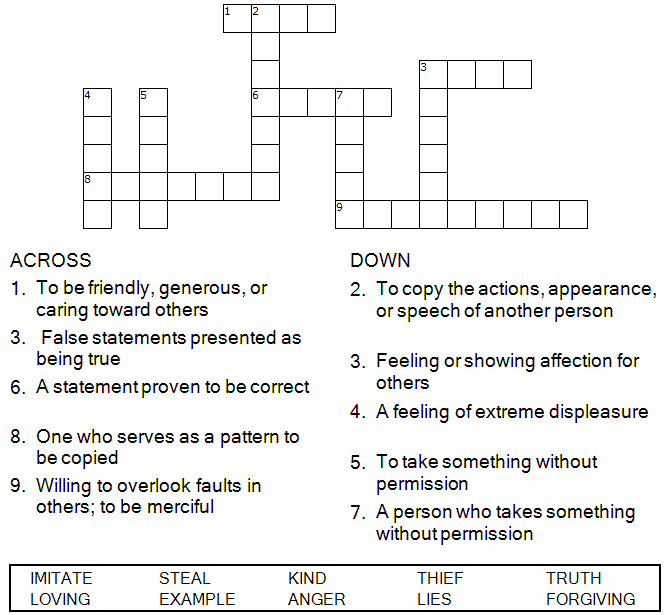 1 2
3
4 5 6 7
8
9
ACROSS
1. To be friendly, generous, or
caring toward others
3. False statements presented as
being true
6. A statement proven to be correct
8. One who serves as a pattern to
be copied
9. Willing to overlook faults in
others; to be merciful
DOWN
2. To copy the actions, appearance,
or speech of another person
3. Feeling or showing affection for
others
4. A feeling of extreme displeasure
5. To take something without
permission
7. A person who takes something
without permission
IMITATE STEAL KIND THIEF TRUTH
LOVING EXAMPLE ANGER LIES FORGIVING